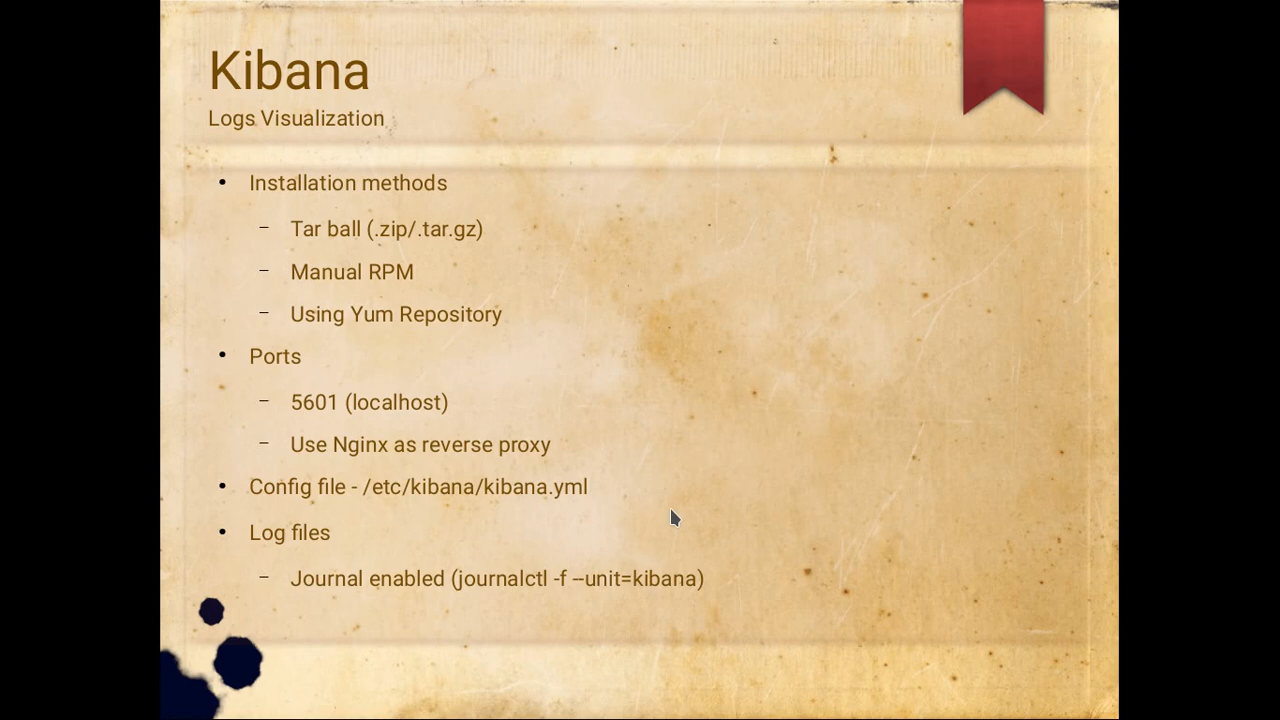 Kibana
Logs Visualization
• Installation methods
– Tar ball (.zip/.tar.gz)
– Manual RPM
– Using Yum Repository
• Ports
– 5601 (localhost)
– Use Nginx as reverse proxy
• Config file - /etc/kibana/kibana.yml
• Log files
– Journal enabled (journalctl -f –unit=kibana)